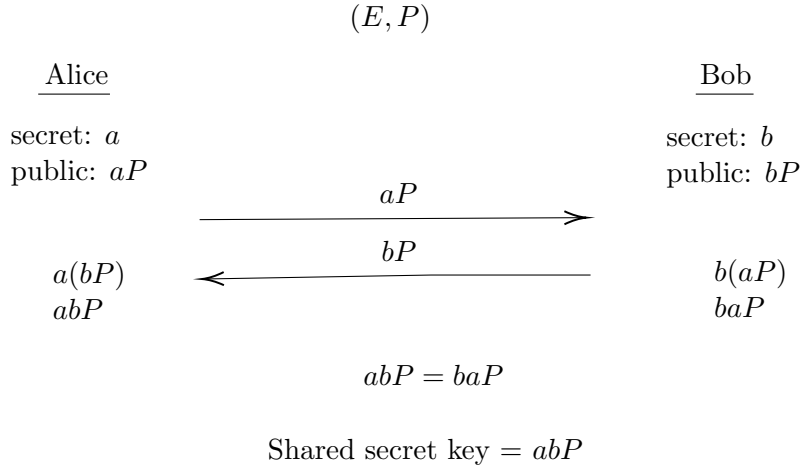 (E, P)
Alice
Bob
secret: a
public: aP
secret: b
public: bP
aP
bP
a(bP)
abP
b(aP)
baP
abP = baP
Shared secret key = abP